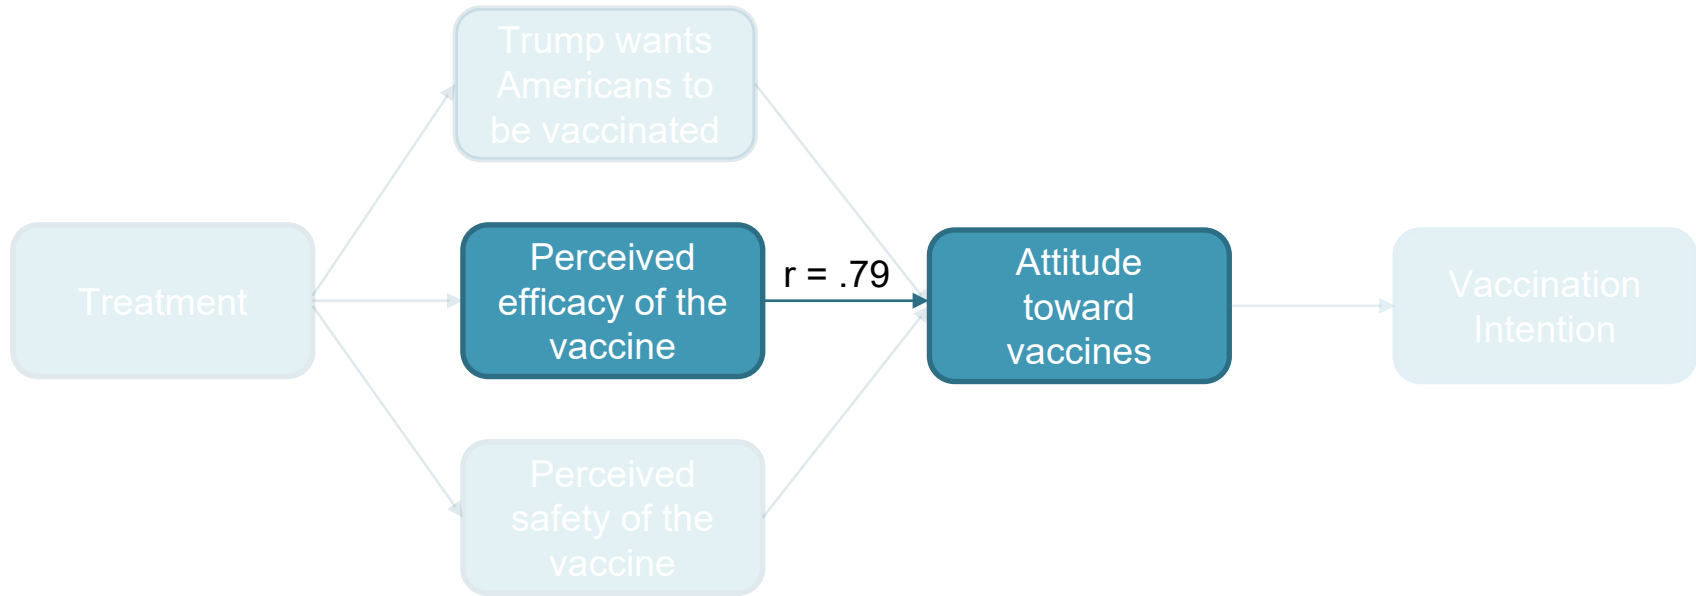 Trump wants
Americans to
be vaccinated
Treatment
Perceived
efficacy of the
vaccine
r = .79
Attitude
toward
vaccines
Vaccination
Intention
Perceived
safety of the
vaccine